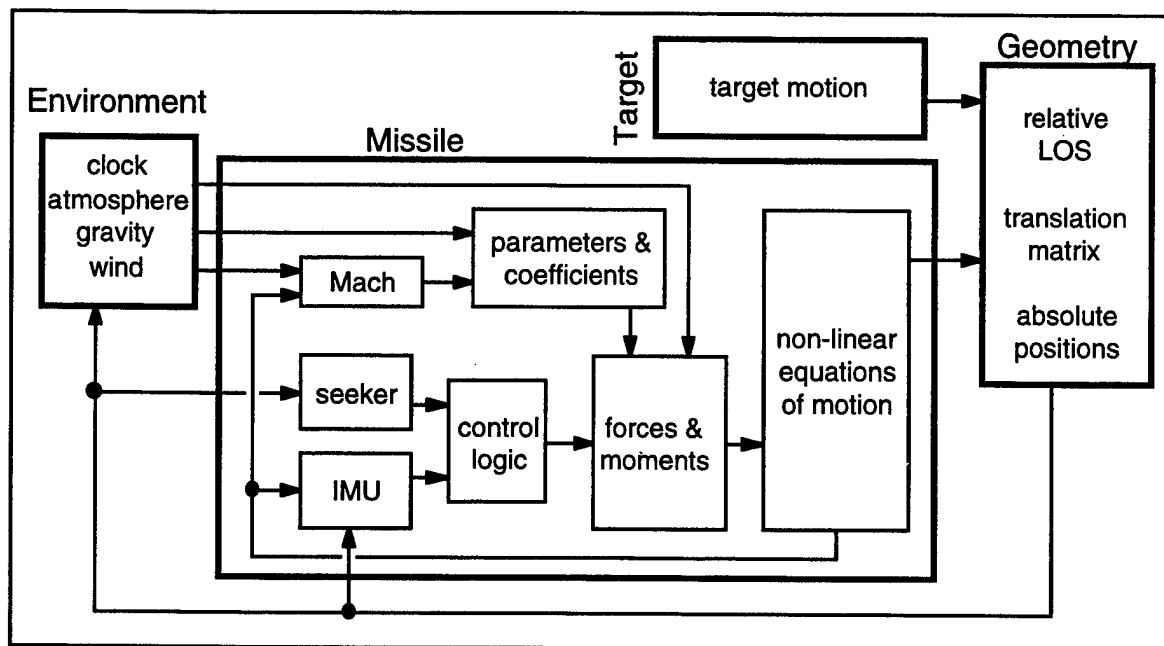 Environment
clock
atmosphere
gravity
wind
Missile
Mach
parameters &
coefficients
seeker
IMU
control
logic
forces &
moments
non-linear
equations
of motion
Target
target motion
Geometry
relative
LOS
translation
matrix
absolute
positions